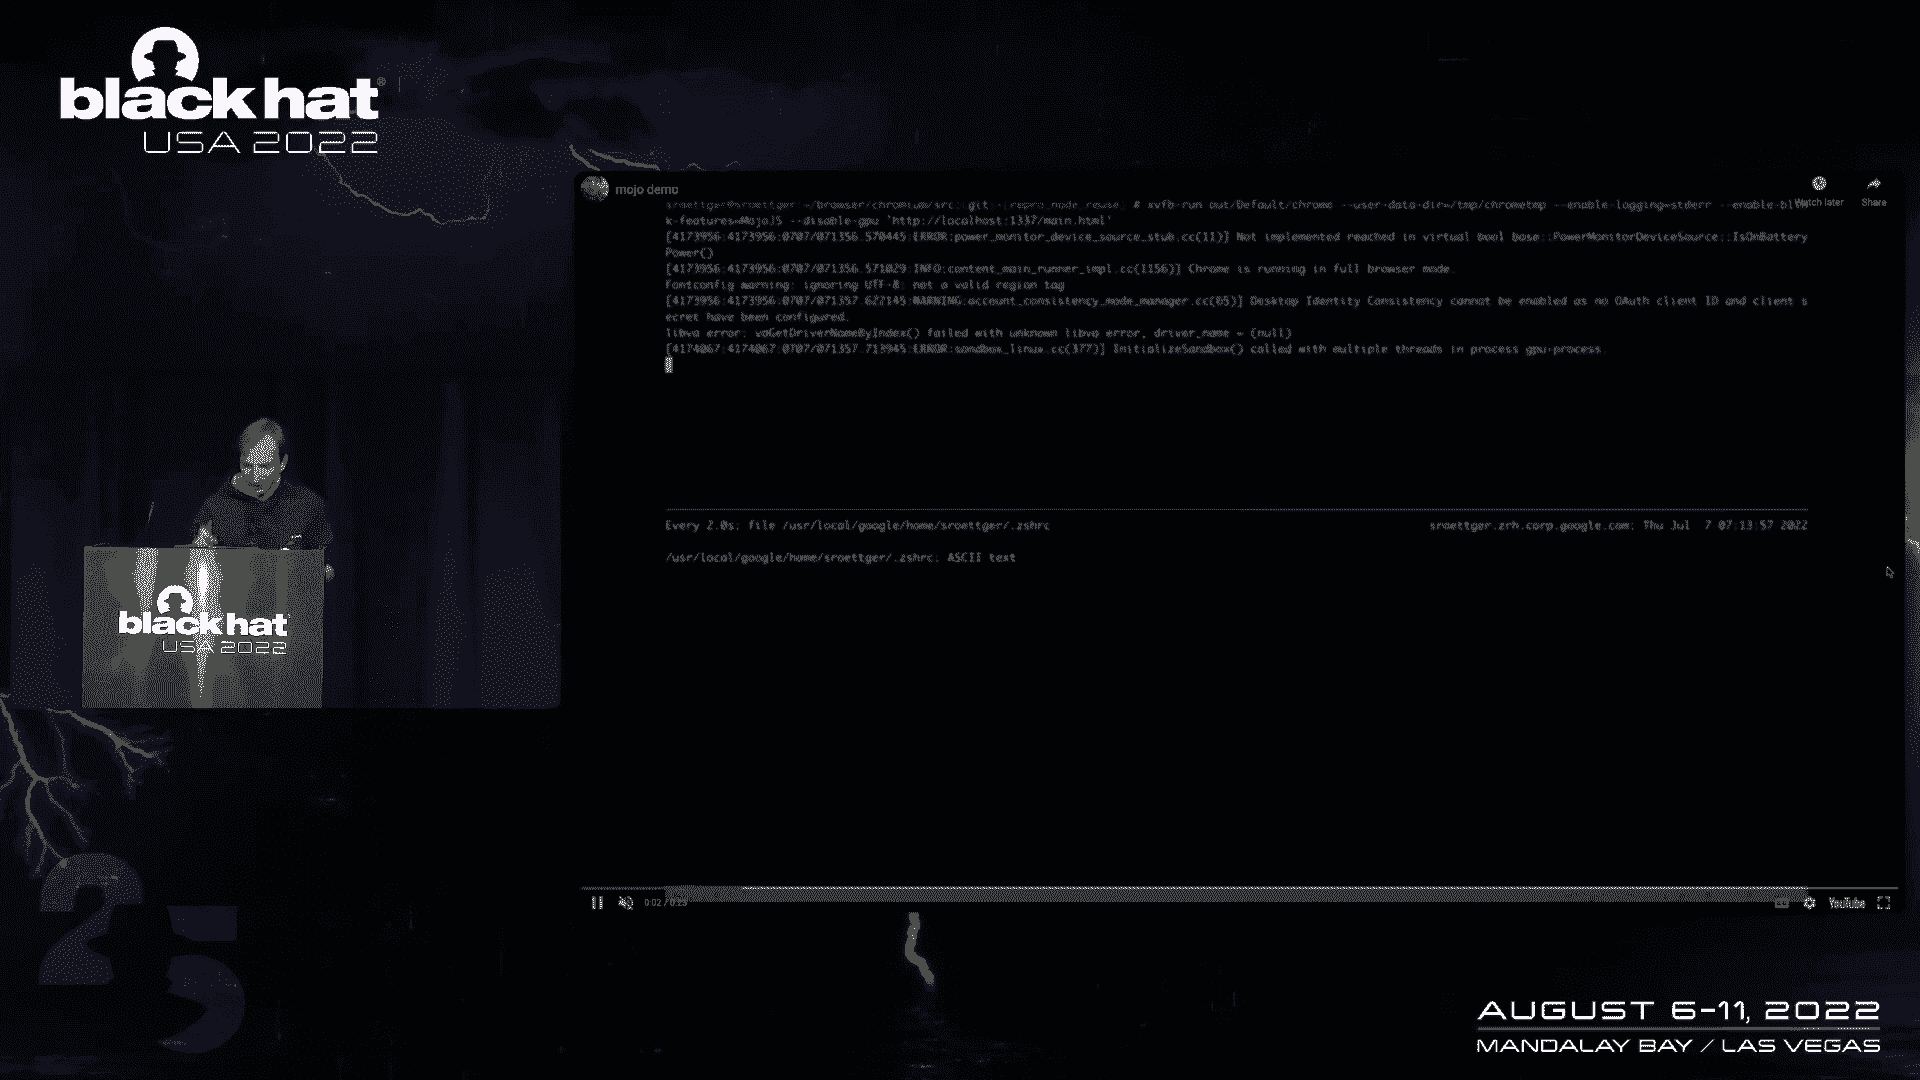 black hat®
USA 2022
mojo demo
Watch later
Share
sroettger@sroettger ~/browser/chromium/src git # xvfb-run out/Default/chrome --user-data-dir=/tmp/chrometmp --enable-logging=stderr --enable-blin
k-features=MojoJS --disable-gpu 'http://localhost:1337/main.html'
[4173956:4173956:0707/071356.570445:ERROR:power_monitor_device_source_stub.cc(11)] Not implemented reached in virtual bool base::PowerMonitorDeviceSource::IsOnBattery
Power()
[4173956:4173956:0707/071356.571029:INFO:content_main_runner_impl.cc(1156)] Chrome is running in full browser mode.
Fontconfig warning: ignoring UTF-8: not a valid region tag
[4173956:4173956:0707/071357.622145:WARNING:account_consistency_mode_manager.cc(65)] Desktop Identity Consistency cannot be enabled as no OAuth client ID and client s
ecret have been configured.
libva error: vaGetDriverNameByIndex() failed with unknown libva error, driver_name = (null)
[4174067:4174067:0707/071357.713945:ERROR:sandbox_linux.cc(377)] InitializeSandbox() called with multiple threads in process gpu-process.
Every 2.0s: file /usr/local/google/home/sroettger/.zshrc
sroettger.zrh.corp.google.com: Thu Jul 7 07:13:57 2022
/usr/local/google/home/sroettger/.zshrc: ASCII text
black hat
USA 2022
0:02 / 0:23
YouTube
25
AUGUST 6-11, 2022
MANDALAY BAY / LAS VEGAS